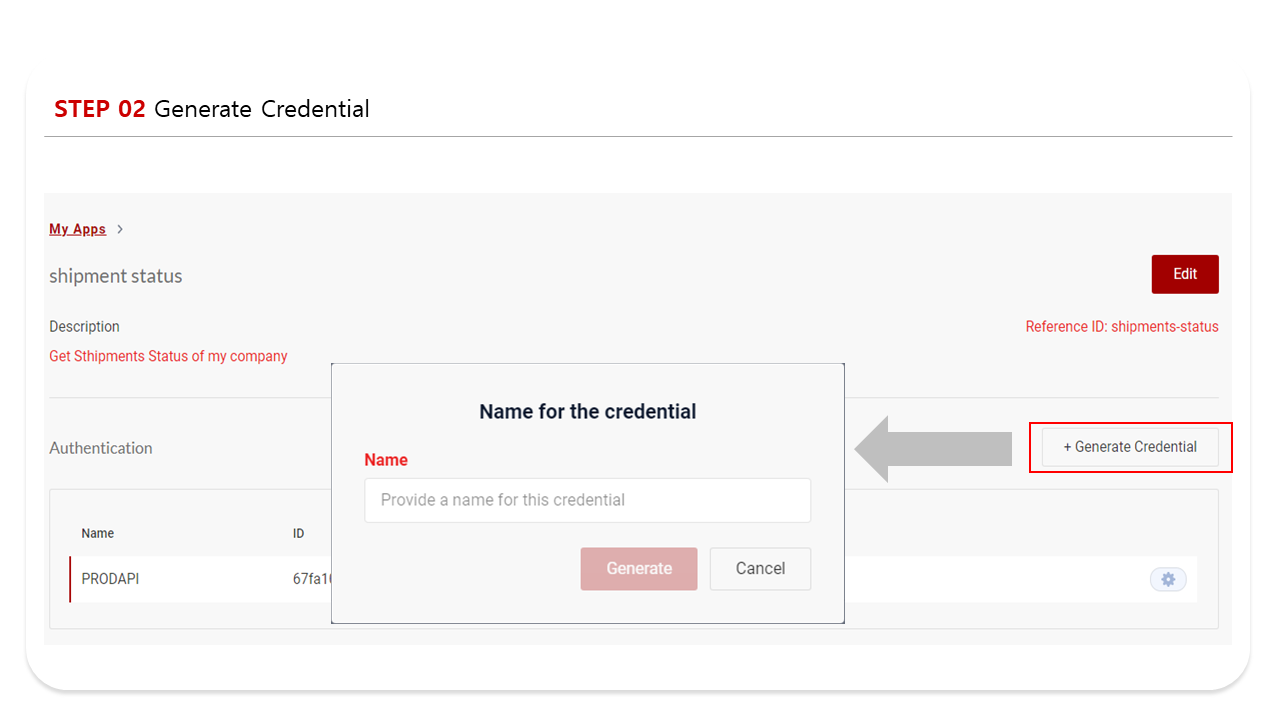 STEP 02 Generate Credential
My Apps >
shipment status
Edit
Description
Reference ID: shipments-status
Get Sthipments Status of my company
Name for the credential
Authentication
+ Generate Credential
Name
Provide a name for this credential
Generate
Cancel
Name
ID
PRODAPI